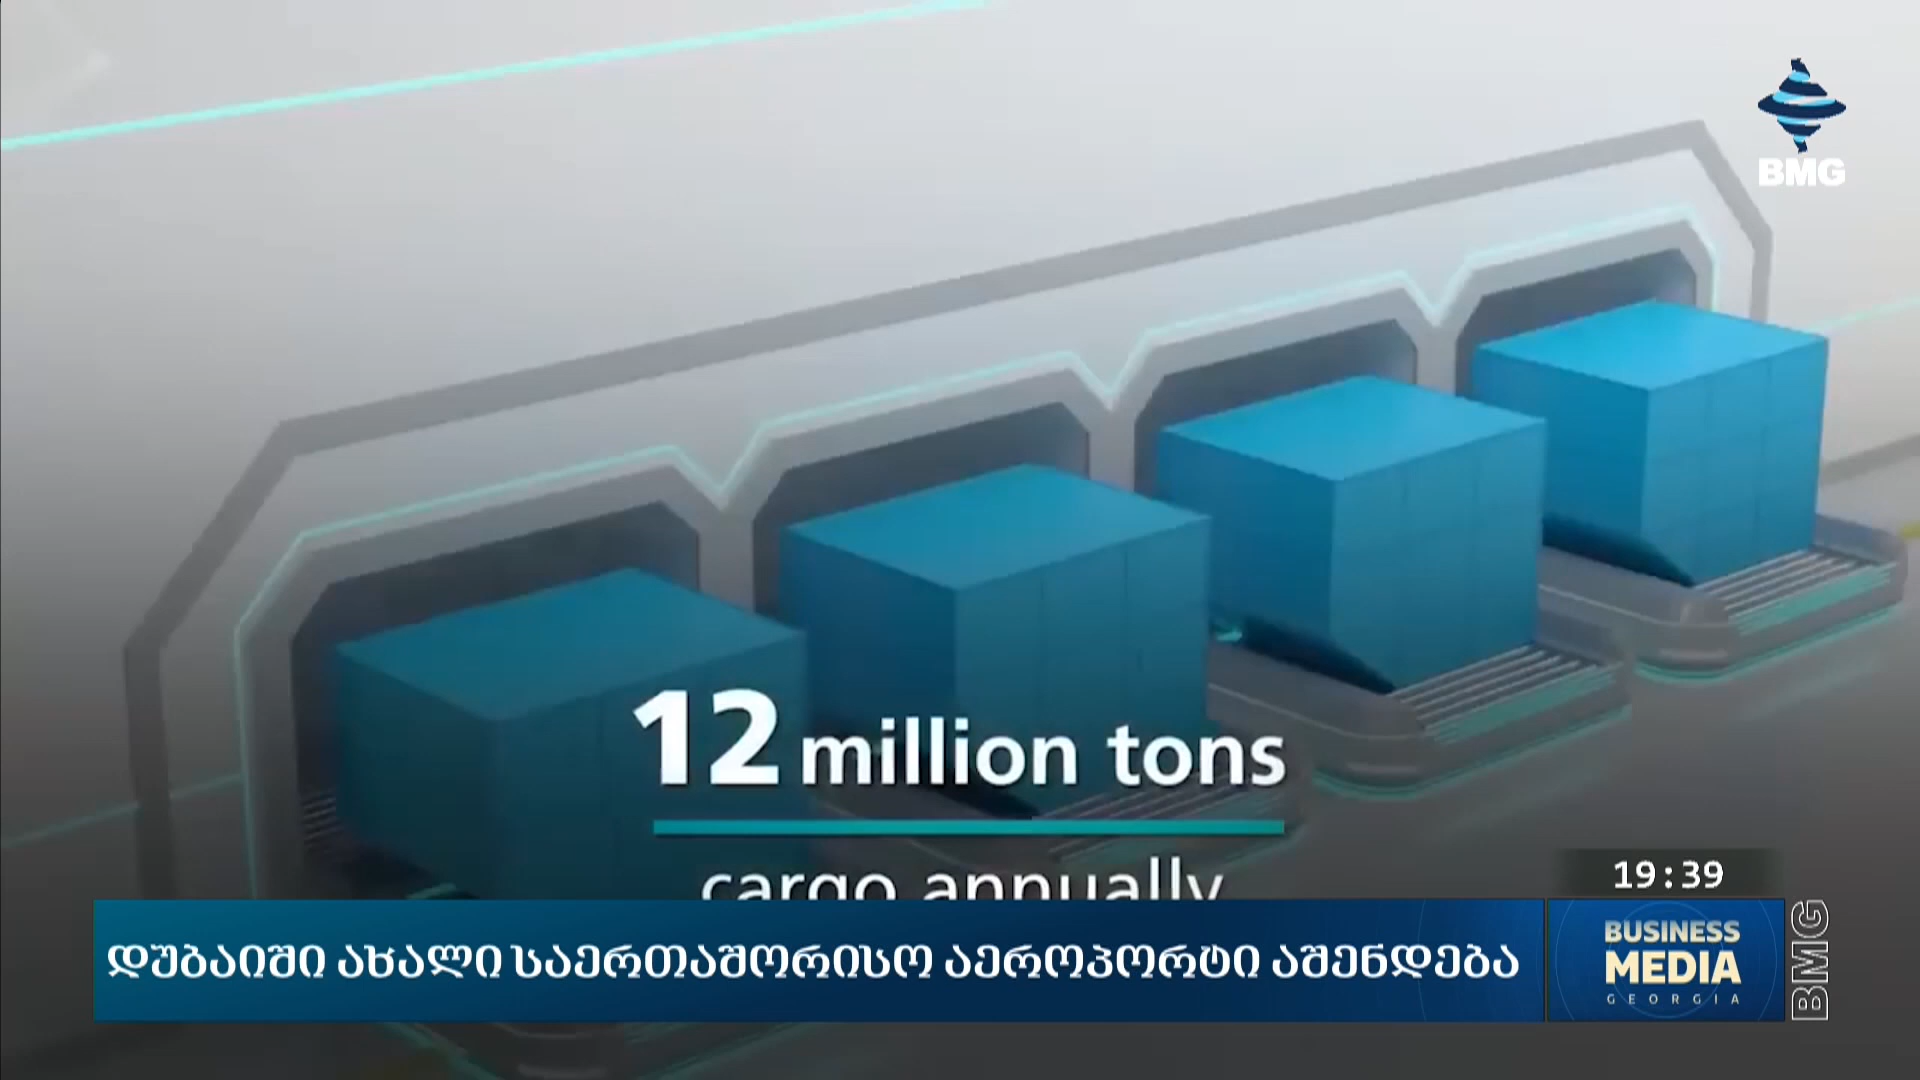 BMG
12 million tons
cargo annually
19:39
დუბაიში ახალი საერთაშორისო აეროპორტი აშენდება
BUSINESS
MEDIA
GEORGIA
BMG